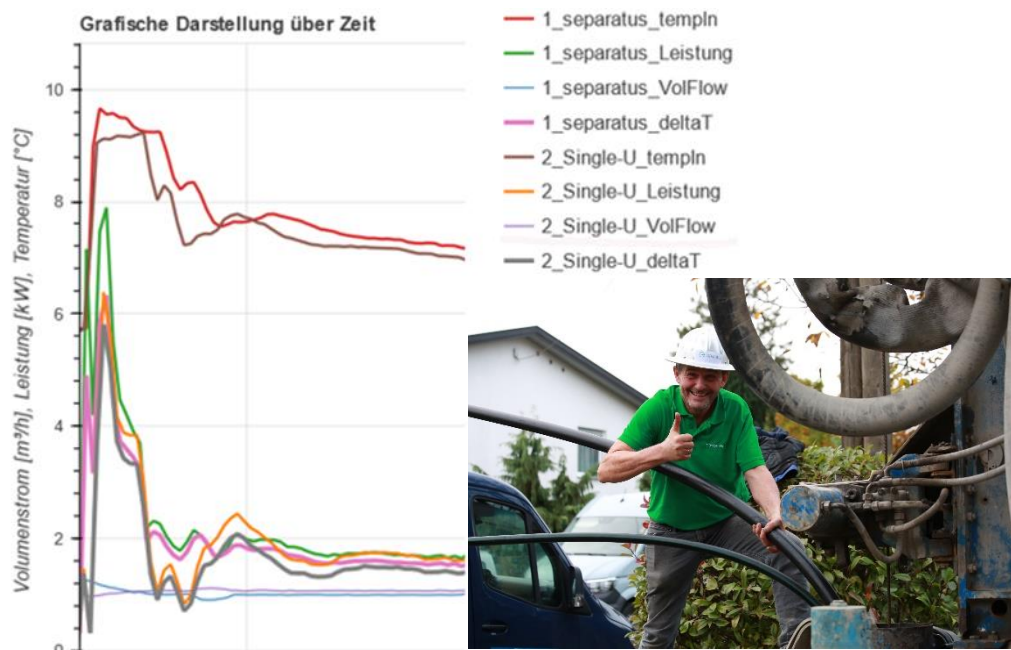 Grafische Darstellung über Zeit
Volumenstrom [m³/h], Leistung [kW], Temperatur [°C]
10
8
6
4
2
0
1_separatus_tempIn
1_separatus_Leistung
1_separatus_VolFlow
1_separatus_deltaT
2_Single-U_tempIn
2_Single-U_Leistung
2_Single-U_VolFlow
2_Single-U_deltaT